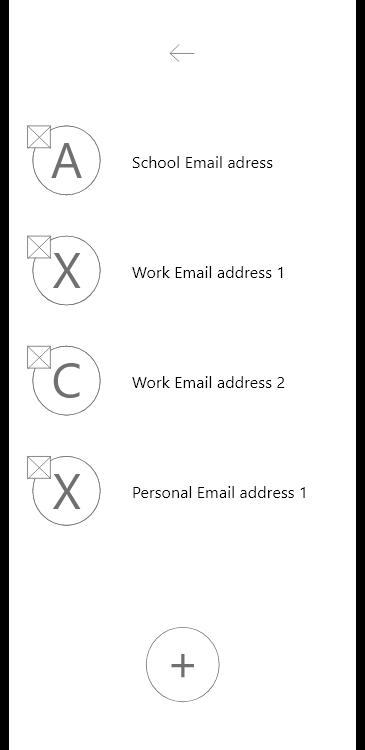 A
School Email adress
X
Work Email address 1
C
Work Email address 2
X
Personal Email address 1
+